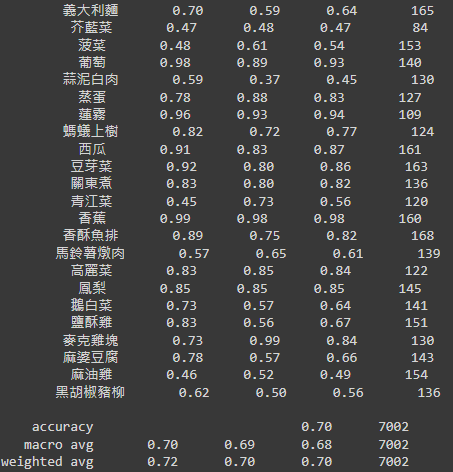 義大利麵 0.70 0.59 0.64 165
芥藍菜 0.47 0.48 0.47 84
菠菜 0.48 0.61 0.54 153
葡萄 0.98 0.89 0.93 140
蒜泥白肉 0.59 0.37 0.45 130
蒸蛋 0.78 0.88 0.83 127
蓮霧 0.96 0.93 0.94 109
螞蟻上樹 0.82 0.72 0.77 124
西瓜 0.91 0.83 0.87 161
豆芽菜 0.92 0.80 0.86 163
關東煮 0.83 0.80 0.82 136
青江菜 0.45 0.73 0.56 120
香蕉 0.99 0.98 0.98 160
香酥魚排 0.89 0.75 0.82 168
馬鈴薯燉肉 0.57 0.65 0.61 139
高麗菜 0.83 0.85 0.84 122
鳳梨 0.85 0.85 0.85 145
鵝白菜 0.73 0.57 0.64 141
鹽酥雞 0.83 0.56 0.67 151
麥克雞塊 0.73 0.99 0.84 130
麻婆豆腐 0.78 0.57 0.66 143
麻油雞 0.46 0.52 0.49 154
黑胡椒豬柳 0.62 0.50 0.56 136
accuracy 0.70 7002
macro avg 0.70 0.69 0.68 7002
weighted avg 0.72 0.70 0.70 7002